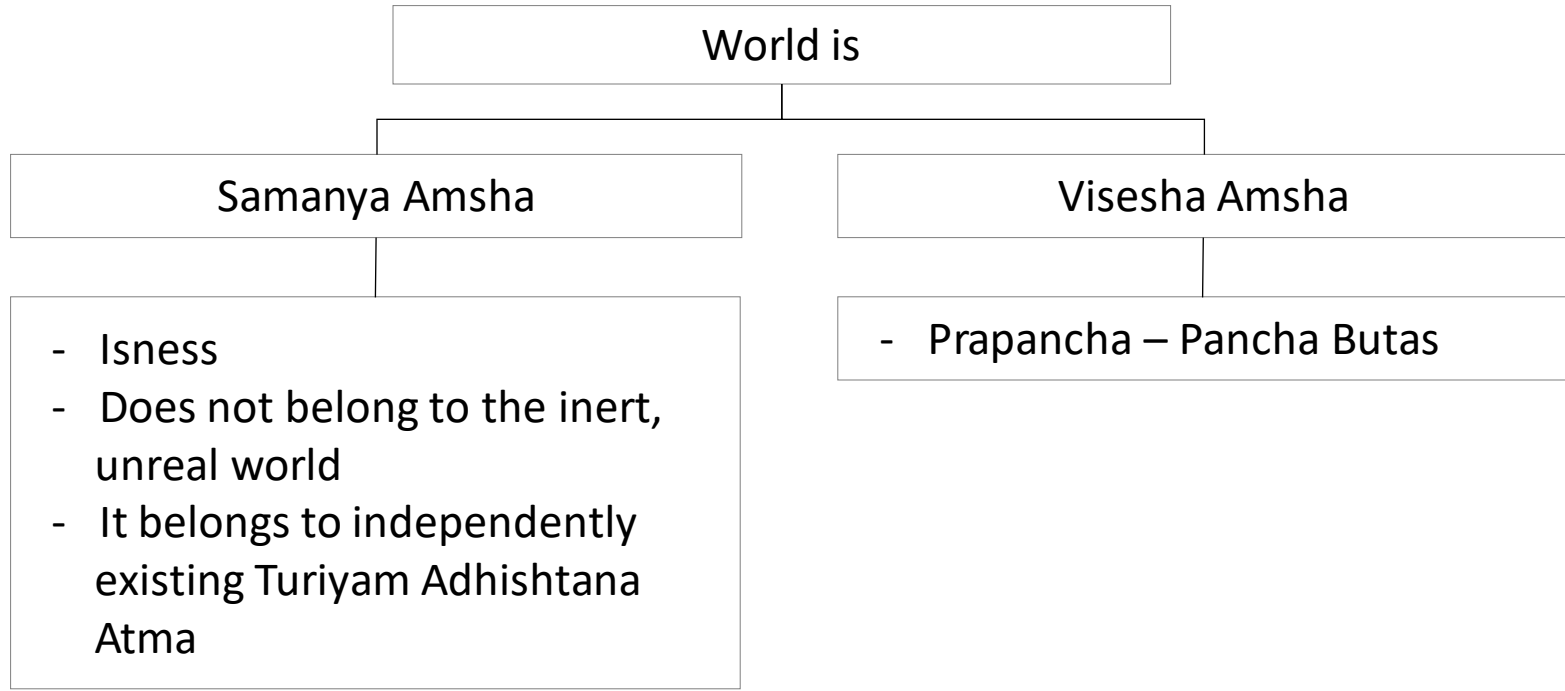 World is
Samanya Amsha
Visesha Amsha
- Isness
- Does not belong to the inert,
unreal world
- It belongs to independently
existing Turiyam Adhishtana
Atma
- Prapancha – Pancha Butas